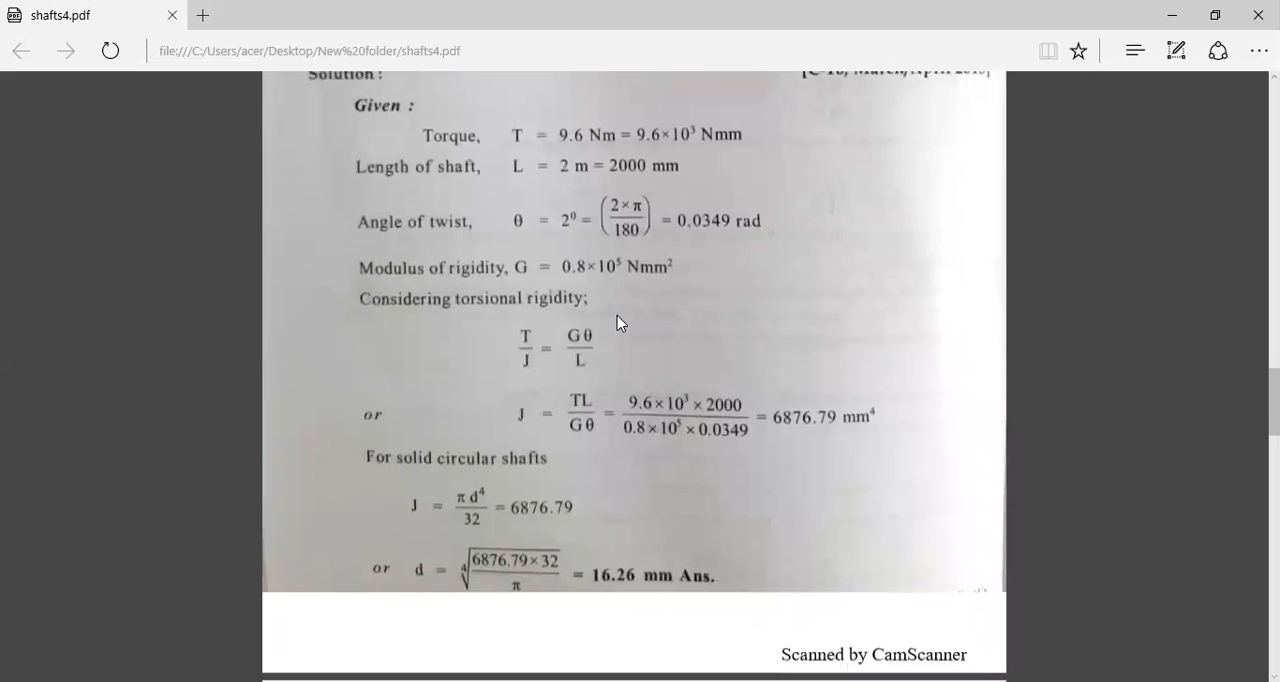 shafts4.pdf
file:///C:/Users/acer/Desktop/New%20folder/shafts4.pdf
Solution :
Given :
Torque, T = 9.6 Nm = 9.6×10³ Nmm
Length of shaft, L = 2 m = 2000 mm
Angle of twist, θ = 2⁰ = (2×π/180) = 0.0349 rad
Modulus of rigidity, G = 0.8×10⁵ Nmm²
Considering torsional rigidity;
T/J = Gθ/L
or J = TL/Gθ = 9.6×10³×2000/0.8×10⁵×0.0349 = 6876.79 mm⁴
For solid circular shafts
J = πd⁴/32 = 6876.79
or d = ⁴√(6876.79×32/π) = 16.26 mm Ans.
Scanned by CamScanner